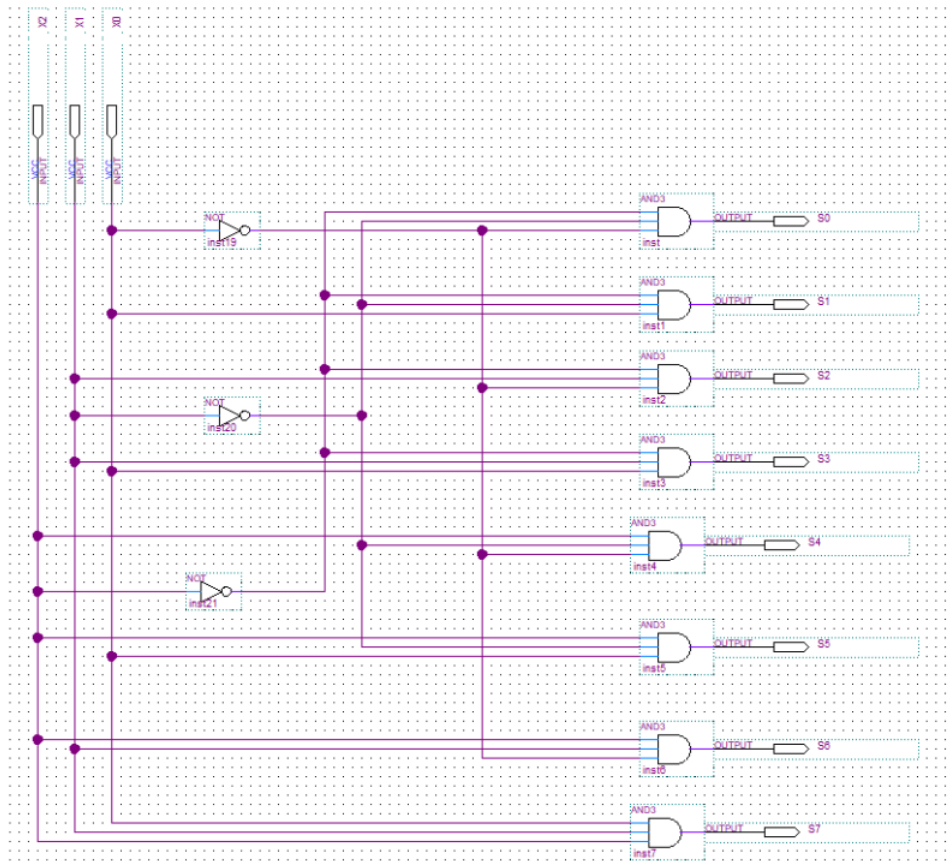 X2
X1
X0
VCC
INPUT
VCC
INPUT
VCC
INPUT
NOT
inst19
AND3
inst
OUTPUT
S0
AND3
inst1
OUTPUT
S1
AND3
inst2
OUTPUT
S2
NOT
inst20
AND3
inst3
OUTPUT
S3
AND3
inst4
OUTPUT
S4
NOT
inst21
AND3
inst5
OUTPUT
S5
AND3
inst6
OUTPUT
S6
AND3
inst7
OUTPUT
S7